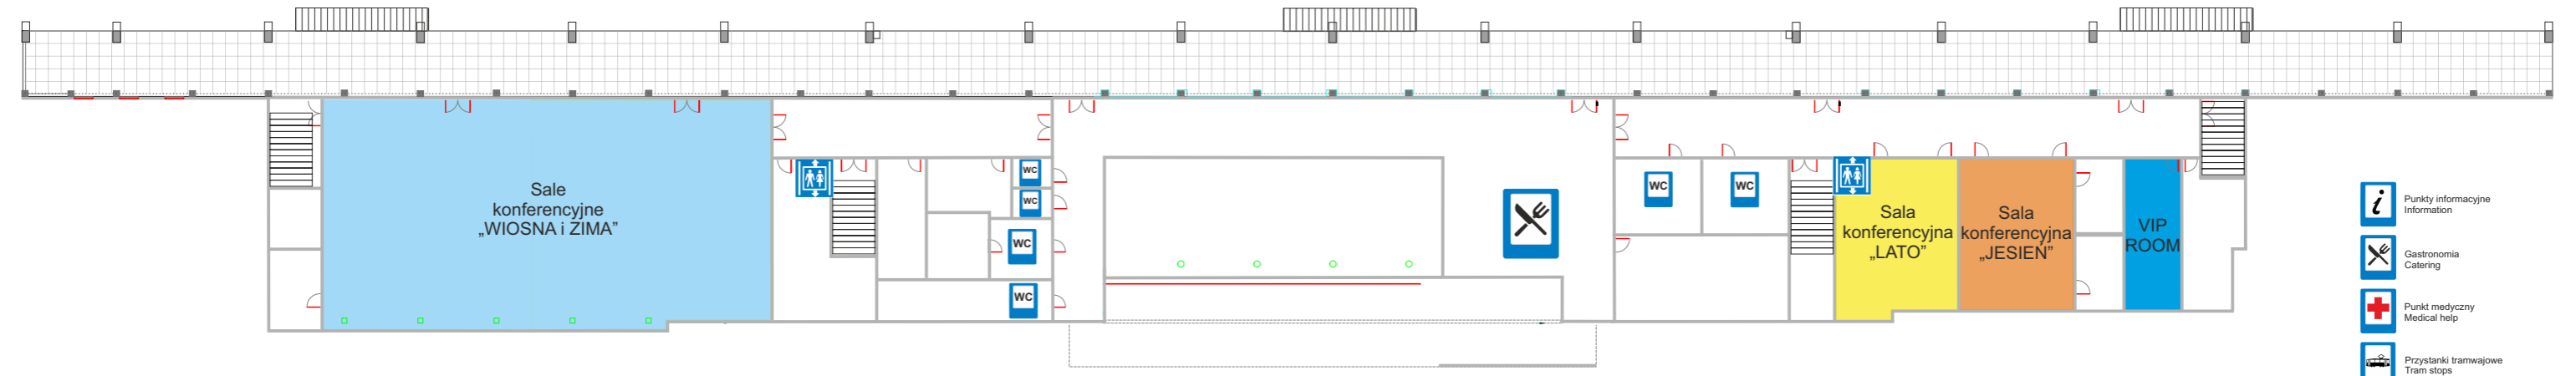 Sale
konferencyjne
„WIOSNA i ZIMA”
WC
WC
WC
WC
WC
WC
Sala
konferencyjna
„LATO”
Sala
konferencyjna
„JESIEŃ”
VIP
ROOM
i
Punkty informacyjne
Information
Gastronomia
Catering
Punkt medyczny
Medical help
Przystanki tramwajowe
Tram stops